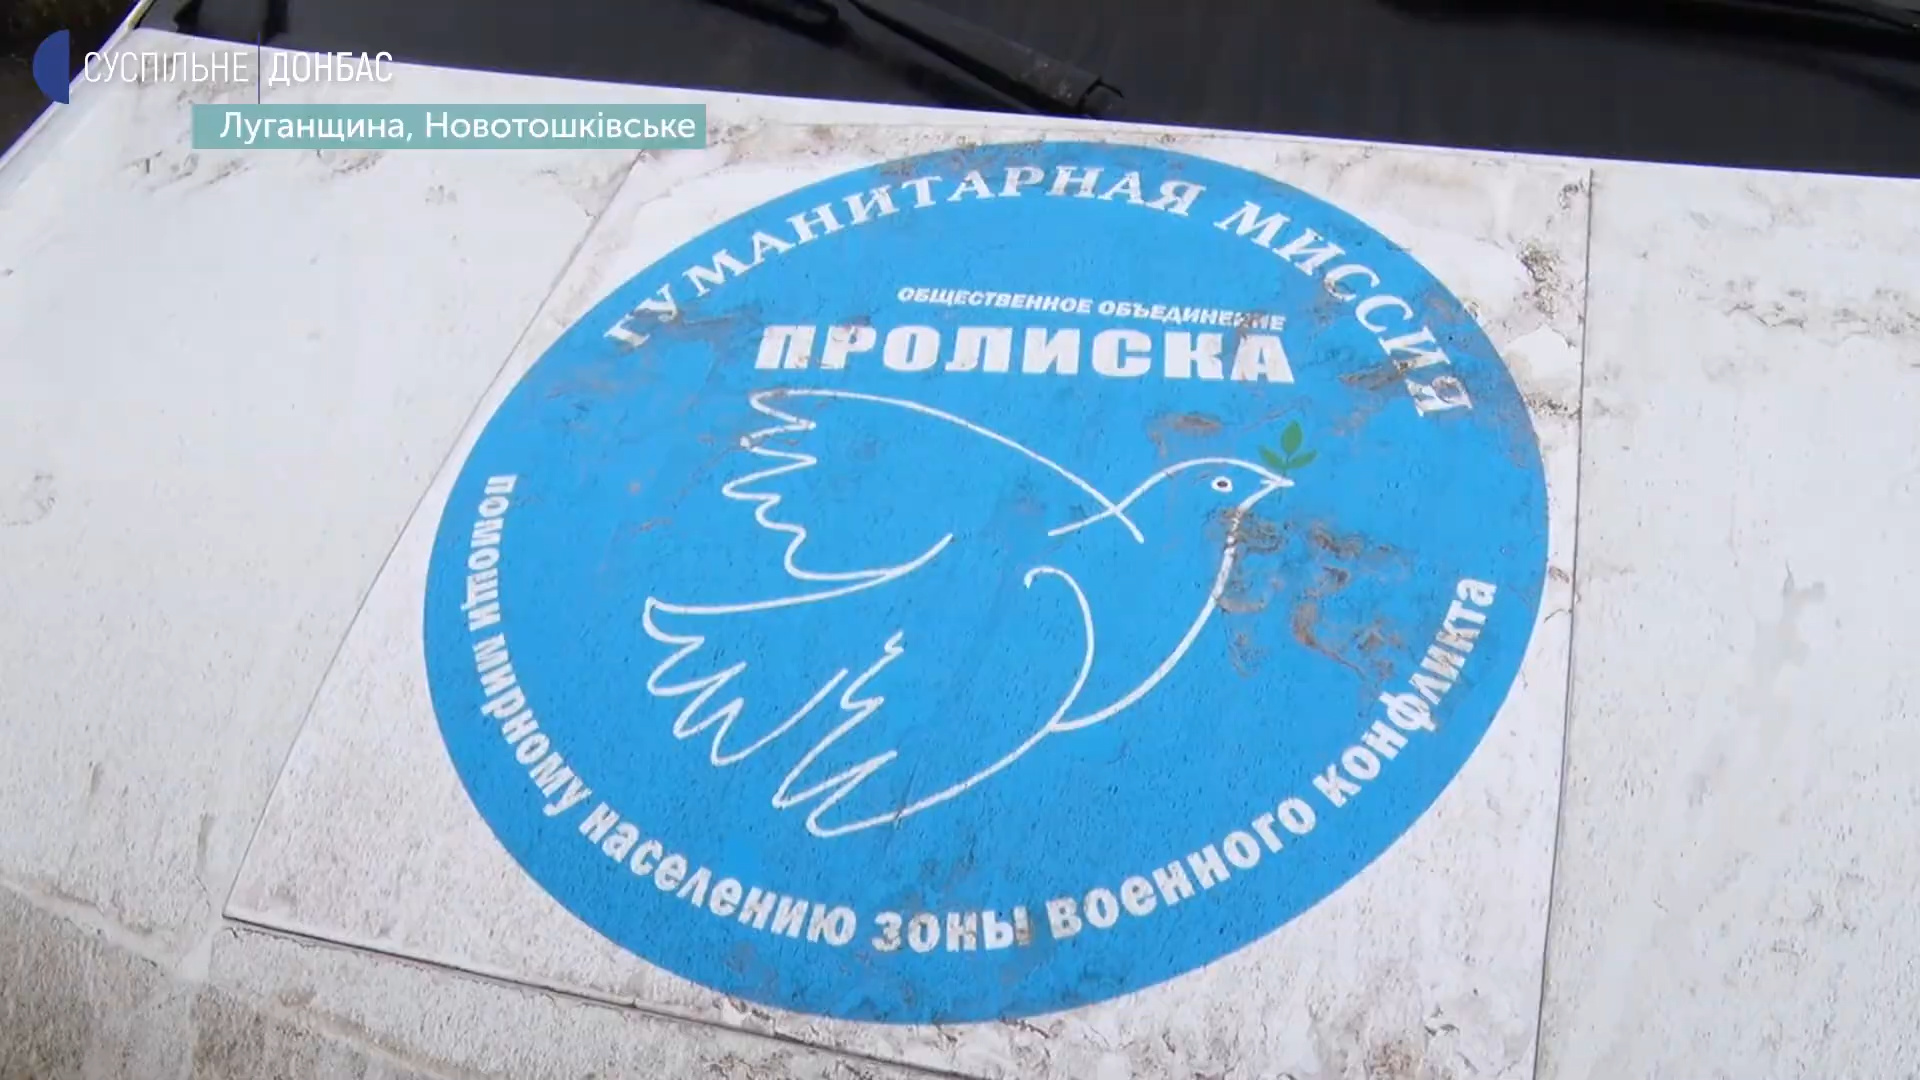 СУСПІЛЬНЕ ДОНБАС
Луганщина, Новотошківське
ГУМАНИТАРНАЯ МИССИЯ
ОБЩЕСТВЕННОЕ ОБЪЕДИНЕНИЕ
ПРОЛИСКА
помощи мирному населению зоны военного конфликта